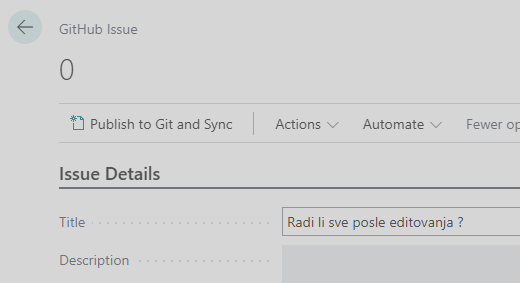 GitHub Issue
0
Publish to Git and Sync
Actions
Automate
Fewer op
Issue Details
Title
Radi li sve posle editovanja ?
Description